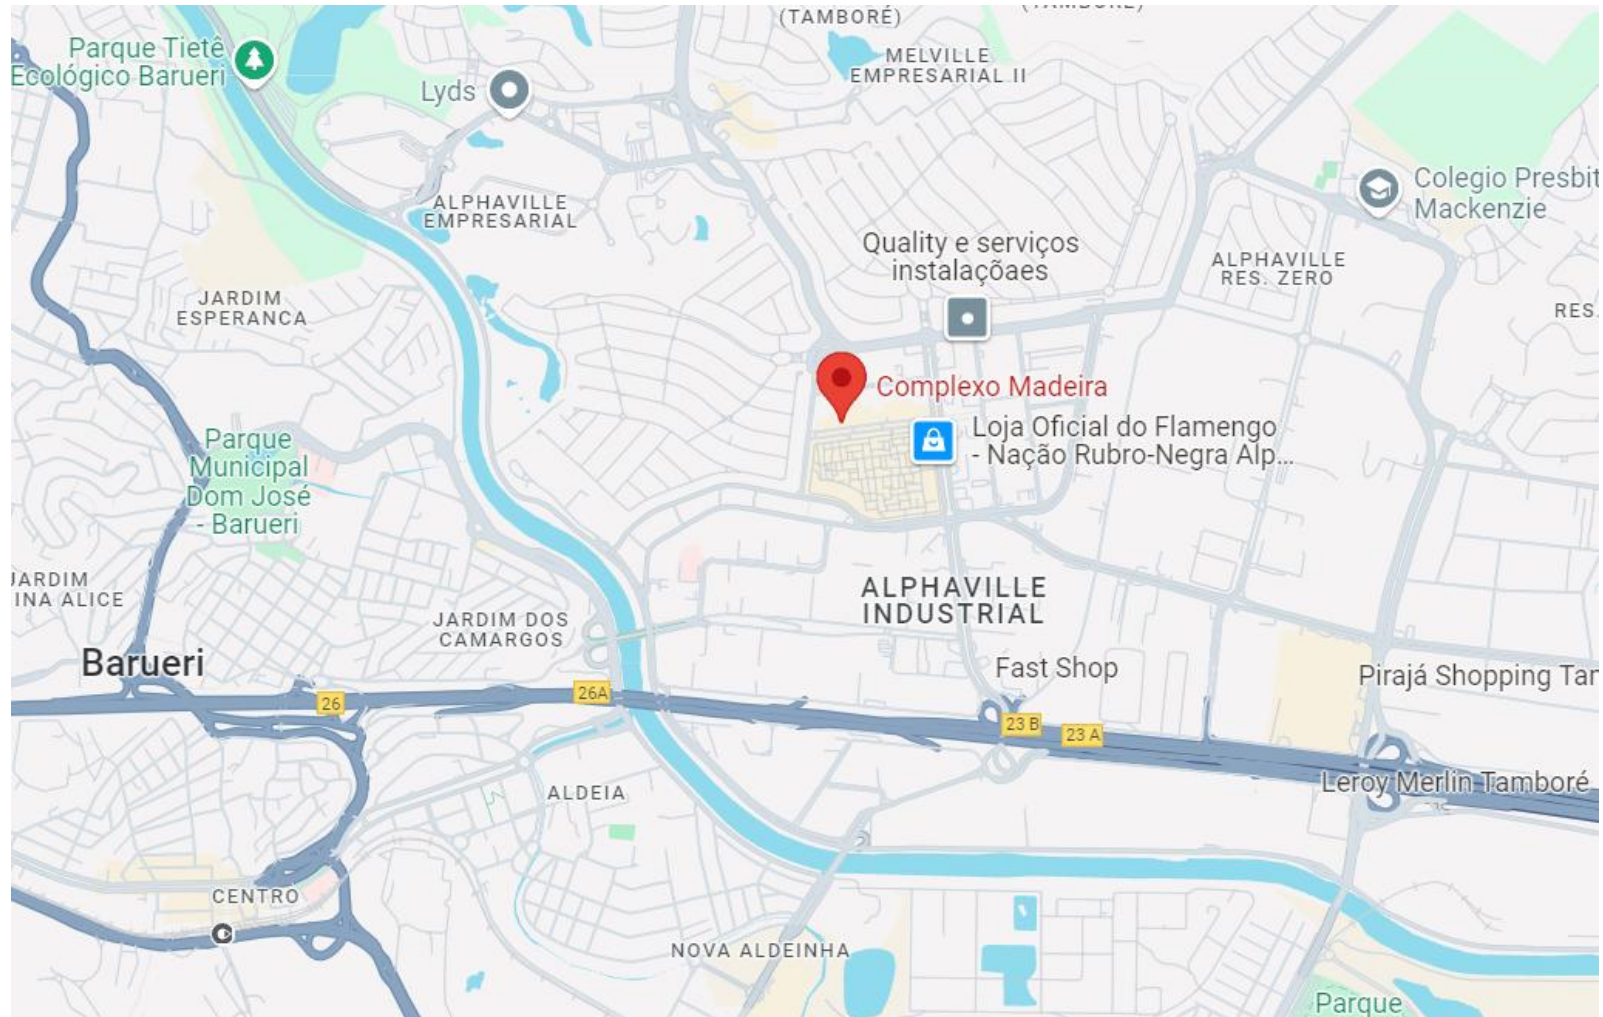 (TAMBORÉ)
Parque Tietê
Ecológico Barueri
MELVILLE
EMPRESARIAL II
Lyds
Colegio Presbit
Mackenzie
ALPHAVILLE
EMPRESARIAL
Quality e serviços
instalaçõaes
ALPHAVILLE
RES. ZERO
JARDIM
ESPERANCA
RES.
Complexo Madeira
Loja Oficial do Flamengo
- Nação Rubro-Negra Alp...
Parque
Municipal
Dom José
- Barueri
JARDIM
INA ALICE
ALPHAVILLE
INDUSTRIAL
JARDIM DOS
CAMARGOS
Barueri
Fast Shop
Pirajá Shopping Tan
26
26A
23 B
23 A
Leroy Merlin Tamboré
ALDEIA
CENTRO
NOVA ALDEINHA
Parque